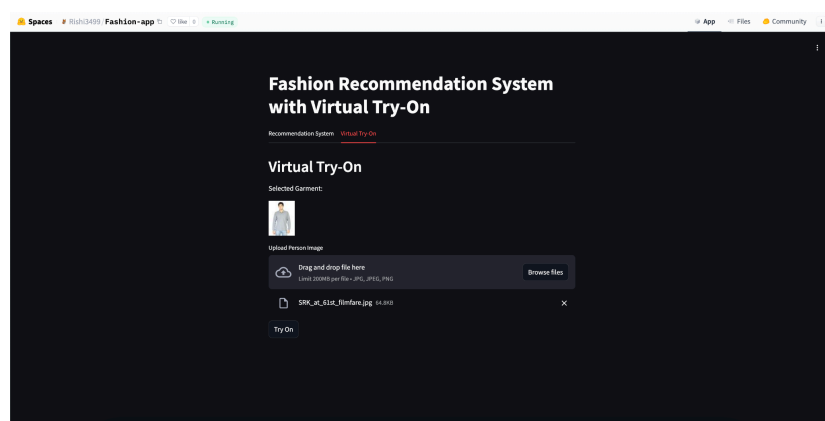 Spaces Rishi3499/Fashion-app like 0 Running App Files Community
Fashion Recommendation System
with Virtual Try-On
Recommendation System Virtual Try-On
Virtual Try-On
Selected Garment:
Upload Person Image
Drag and drop file here
Limit 200MB per file • JPG, JPEG, PNG
Browse files
SRK_at_61st_filmfare.jpg 64.8KB
Try On